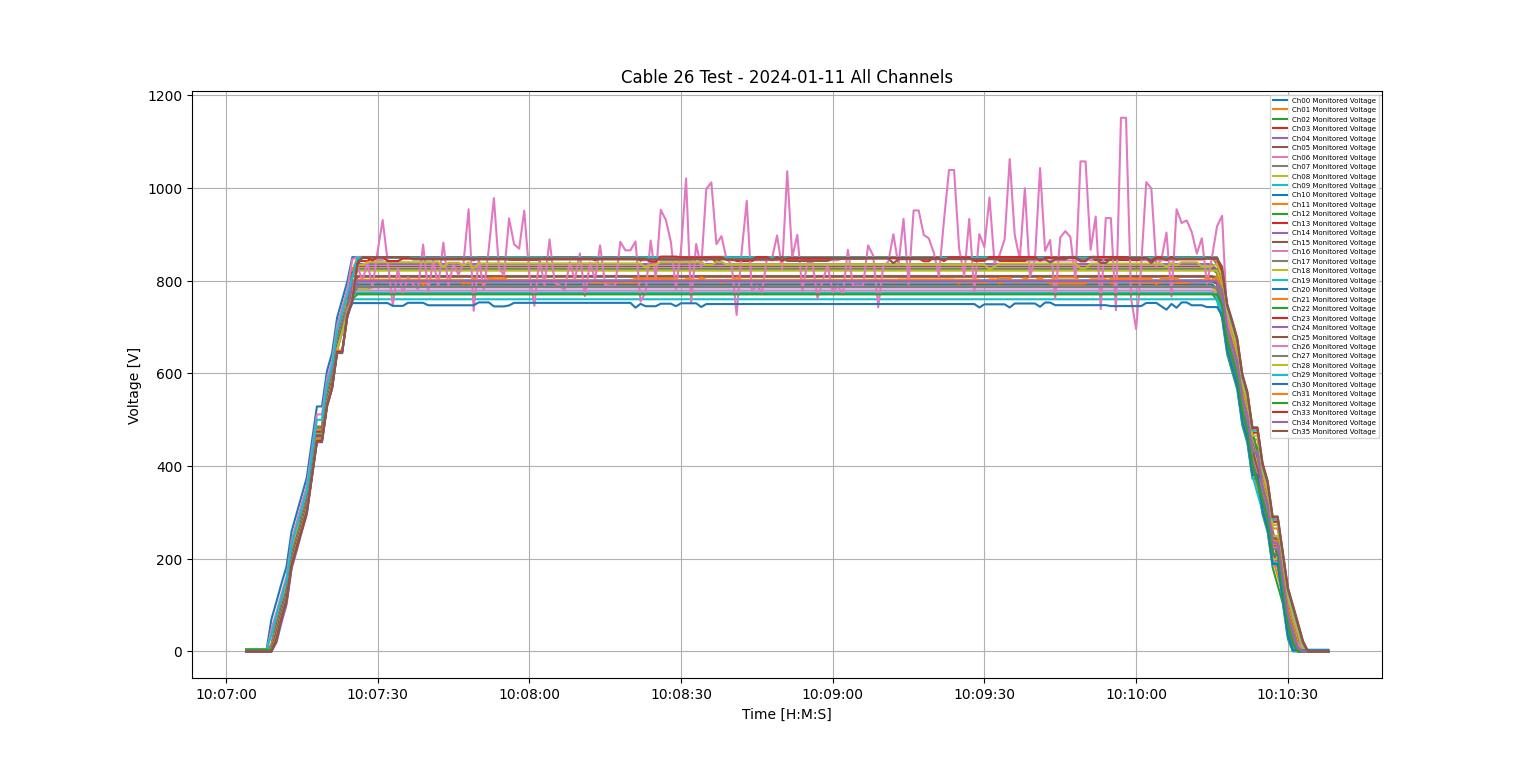 Cable 26 Test - 2024-01-11 All Channels
1200
1000
800
600
400
200
0
Voltage [V]
10:07:00 10:07:30 10:08:00 10:08:30 10:09:00 10:09:30 10:10:00 10:10:30
Time [H:M:S]
Ch00 Monitored Voltage
Ch01 Monitored Voltage
Ch02 Monitored Voltage
Ch03 Monitored Voltage
Ch04 Monitored Voltage
Ch05 Monitored Voltage
Ch06 Monitored Voltage
Ch07 Monitored Voltage
Ch08 Monitored Voltage
Ch09 Monitored Voltage
Ch10 Monitored Voltage
Ch11 Monitored Voltage
Ch12 Monitored Voltage
Ch13 Monitored Voltage
Ch14 Monitored Voltage
Ch15 Monitored Voltage
Ch16 Monitored Voltage
Ch17 Monitored Voltage
Ch18 Monitored Voltage
Ch19 Monitored Voltage
Ch20 Monitored Voltage
Ch21 Monitored Voltage
Ch22 Monitored Voltage
Ch23 Monitored Voltage
Ch24 Monitored Voltage
Ch25 Monitored Voltage
Ch26 Monitored Voltage
Ch27 Monitored Voltage
Ch28 Monitored Voltage
Ch29 Monitored Voltage
Ch30 Monitored Voltage
Ch31 Monitored Voltage
Ch32 Monitored Voltage
Ch33 Monitored Voltage
Ch34 Monitored Voltage
Ch35 Monitored Voltage